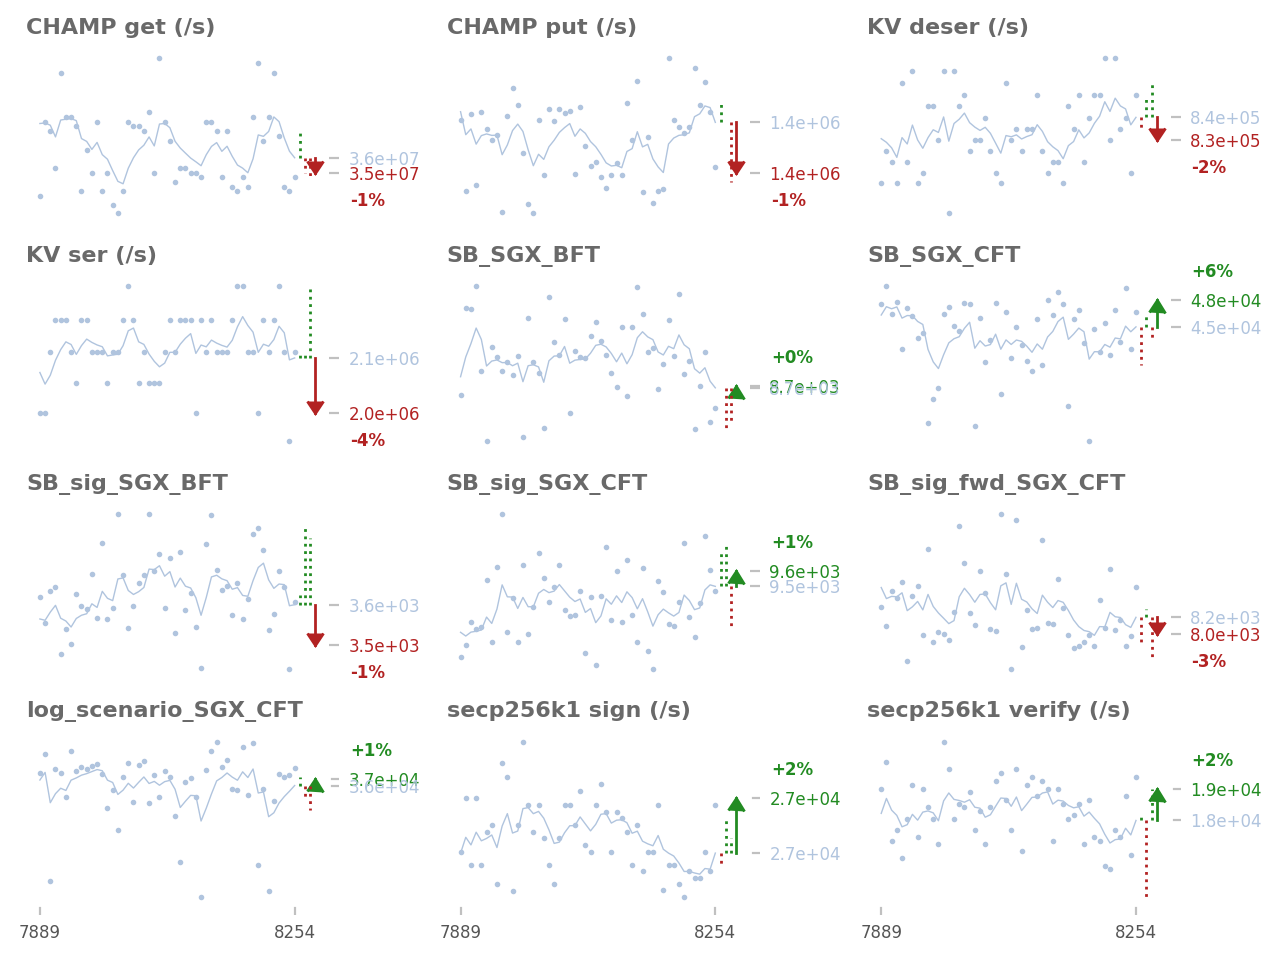 CHAMP get (/s)
3.6e+07
3.5e+07
-1%
CHAMP put (/s)
1.4e+06
1.4e+06
-1%
KV deser (/s)
8.4e+05
8.3e+05
-2%
KV ser (/s)
2.1e+06
2.0e+06
-4%
SB_SGX_BFT
+0%
8.7e+03
SB_SGX_CFT
+6%
4.8e+04
4.5e+04
SB_sig_SGX_BFT
3.6e+03
3.5e+03
-1%
SB_sig_SGX_CFT
+1%
9.6e+03
9.5e+03
SB_sig_fwd_SGX_CFT
8.2e+03
8.0e+03
-3%
log_scenario_SGX_CFT
+1%
3.7e+04
3.6e+04
7889
8254
secp256k1 sign (/s)
+2%
2.7e+04
2.7e+04
7889
8254
secp256k1 verify (/s)
+2%
1.9e+04
1.8e+04
7889
8254